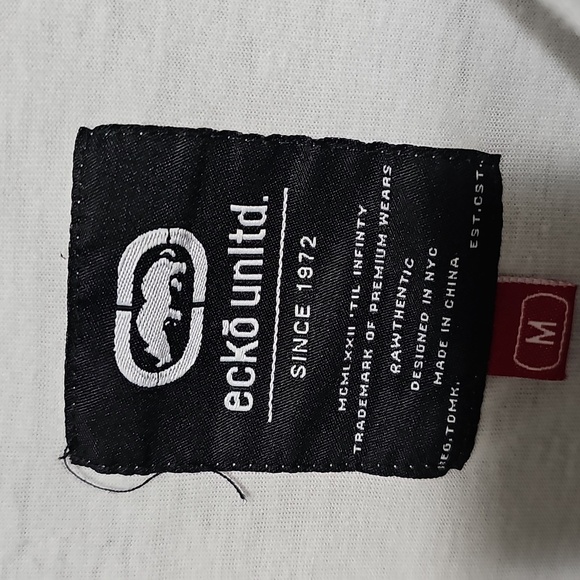 eckō unltd.
SINCE 1972
MCMLXXII 'TIL INFINTY
TRADEMARK OF PREMIUM WEARS
RAWTHENTIC
DESIGNED IN NYC
MADE IN CHINA
REG.TDMK. EST.CST.
M